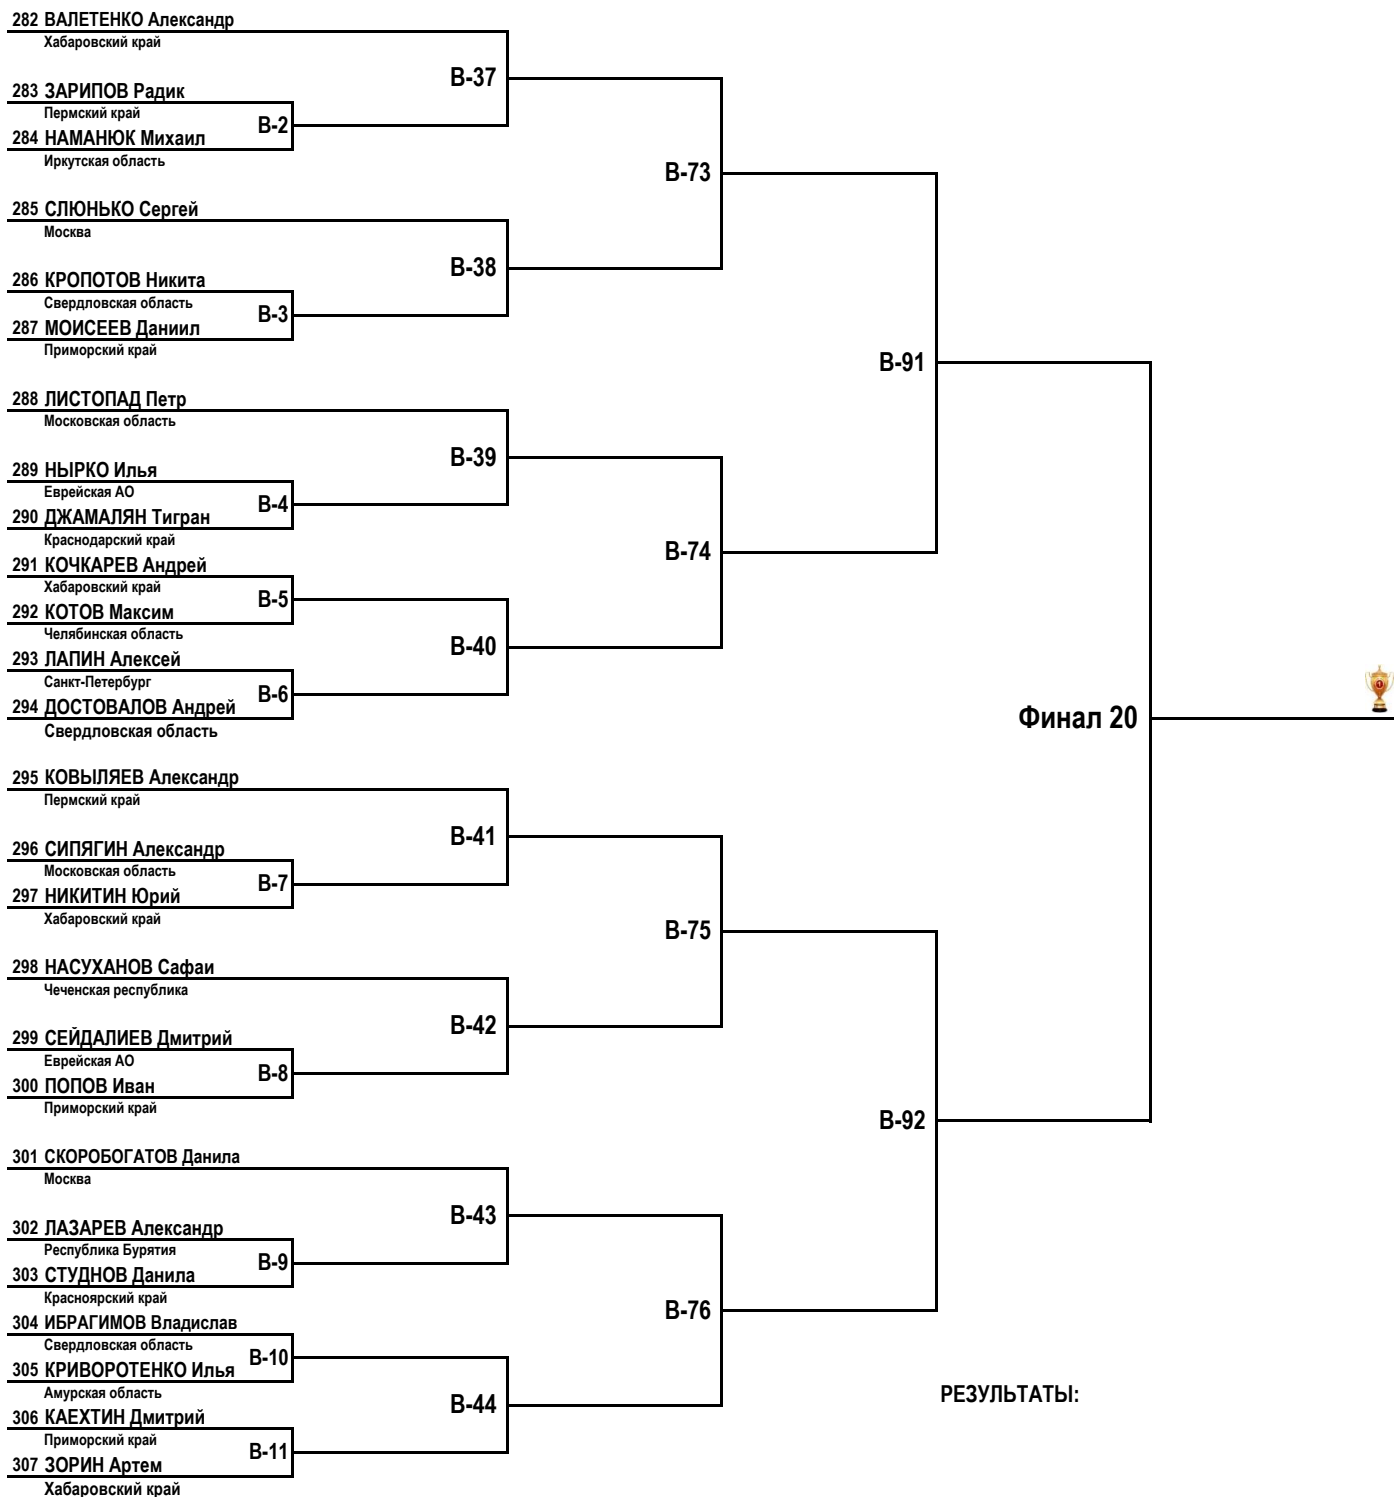 282 ВАЛЕТЕНКО Александр
Хабаровский край
В-37
283 ЗАРИПОВ Радик
Пермский край
В-2
284 НАМАНЮК Михаил
Иркутская область
В-73
285 СЛЮНЬКО Сергей
Москва
В-38
286 КРОПОТОВ Никита
Свердловская область
В-3
287 МОИСЕЕВ Даниил
Приморский край
В-91
288 ЛИСТОПАД Петр
Московская область
В-39
289 НЫРКО Илья
Еврейская АО
В-4
290 ДЖАМАЛЯН Тигран
Краснодарский край
В-74
291 КОЧКАРЕВ Андрей
Хабаровский край
В-5
292 КОТОВ Максим
Челябинская область
В-40
293 ЛАПИН Алексей
Санкт-Петербург
В-6
294 ДОСТОВАЛОВ Андрей
Свердловская область
Финал 20
295 КОВЫЛЯЕВ Александр
Пермский край
В-41
296 СИПЯГИН Александр
Московская область
В-7
297 НИКИТИН Юрий
Хабаровский край
В-75
298 НАСУХАНОВ Сафаи
Чеченская республика
В-42
299 СЕЙДАЛИЕВ Дмитрий
Еврейская АО
В-8
300 ПОПОВ Иван
Приморский край
В-92
301 СКОРОБОГАТОВ Данила
Москва
В-43
302 ЛАЗАРЕВ Александр
Республика Бурятия
В-9
303 СТУДНОВ Данила
Красноярский край
В-76
304 ИБРАГИМОВ Владислав
Свердловская область
В-10
305 КРИВОРОТЕНКО Илья
Амурская область
РЕЗУЛЬТАТЫ:
В-44
306 КАЕХТИН Дмитрий
Приморский край
В-11
307 ЗОРИН Артем
Хабаровский край